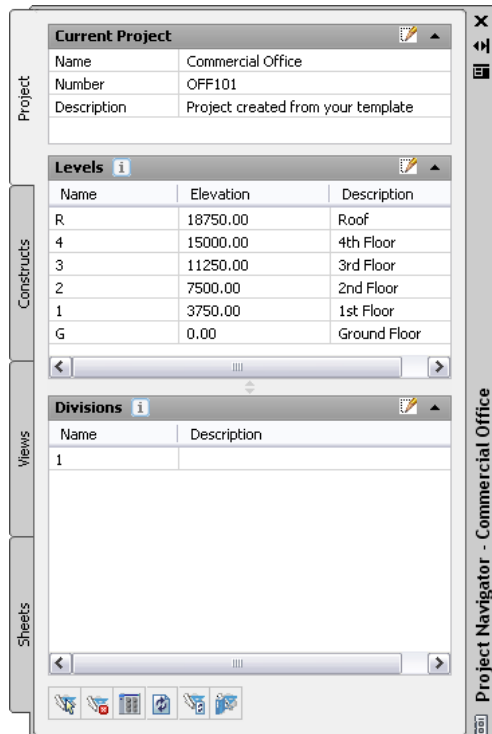 Current Project
Name Commercial Office
Number OFF101
Description Project created from your template
Levels
Name Elevation Description
R 18750.00 Roof
4 15000.00 4th Floor
3 11250.00 3rd Floor
2 7500.00 2nd Floor
1 3750.00 1st Floor
G 0.00 Ground Floor
Divisions
Name Description
1
Project
Constructs
Views
Sheets
Project Navigator - Commercial Office